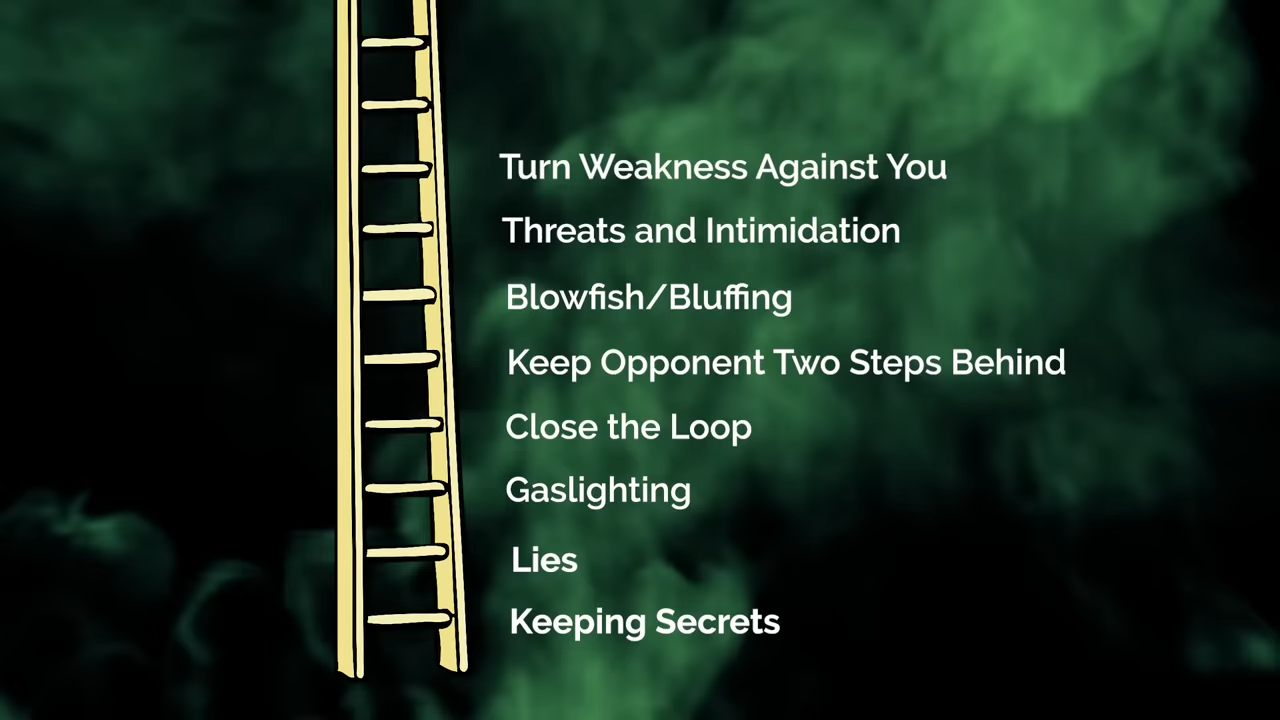 Turn Weakness Against You
Threats and Intimidation
Blowfish/Bluffing
Keep Opponent Two Steps Behind
Close the Loop
Gaslighting
Lies
Keeping Secrets